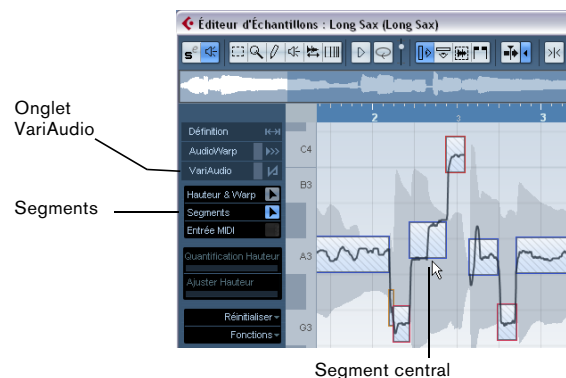 Éditeur d'Échantillons : Long Sax (Long Sax)
2 3 3
Onglet
VariAudio
Segments
Définition
AudioWarp
VariAudio
Hauteur & Warp
Segments
Entrée MIDI
Quantification Hauteur
Ajuster Hauteur
Réinitialiser
Fonctions
C4
B3
A3
G3
Segment central